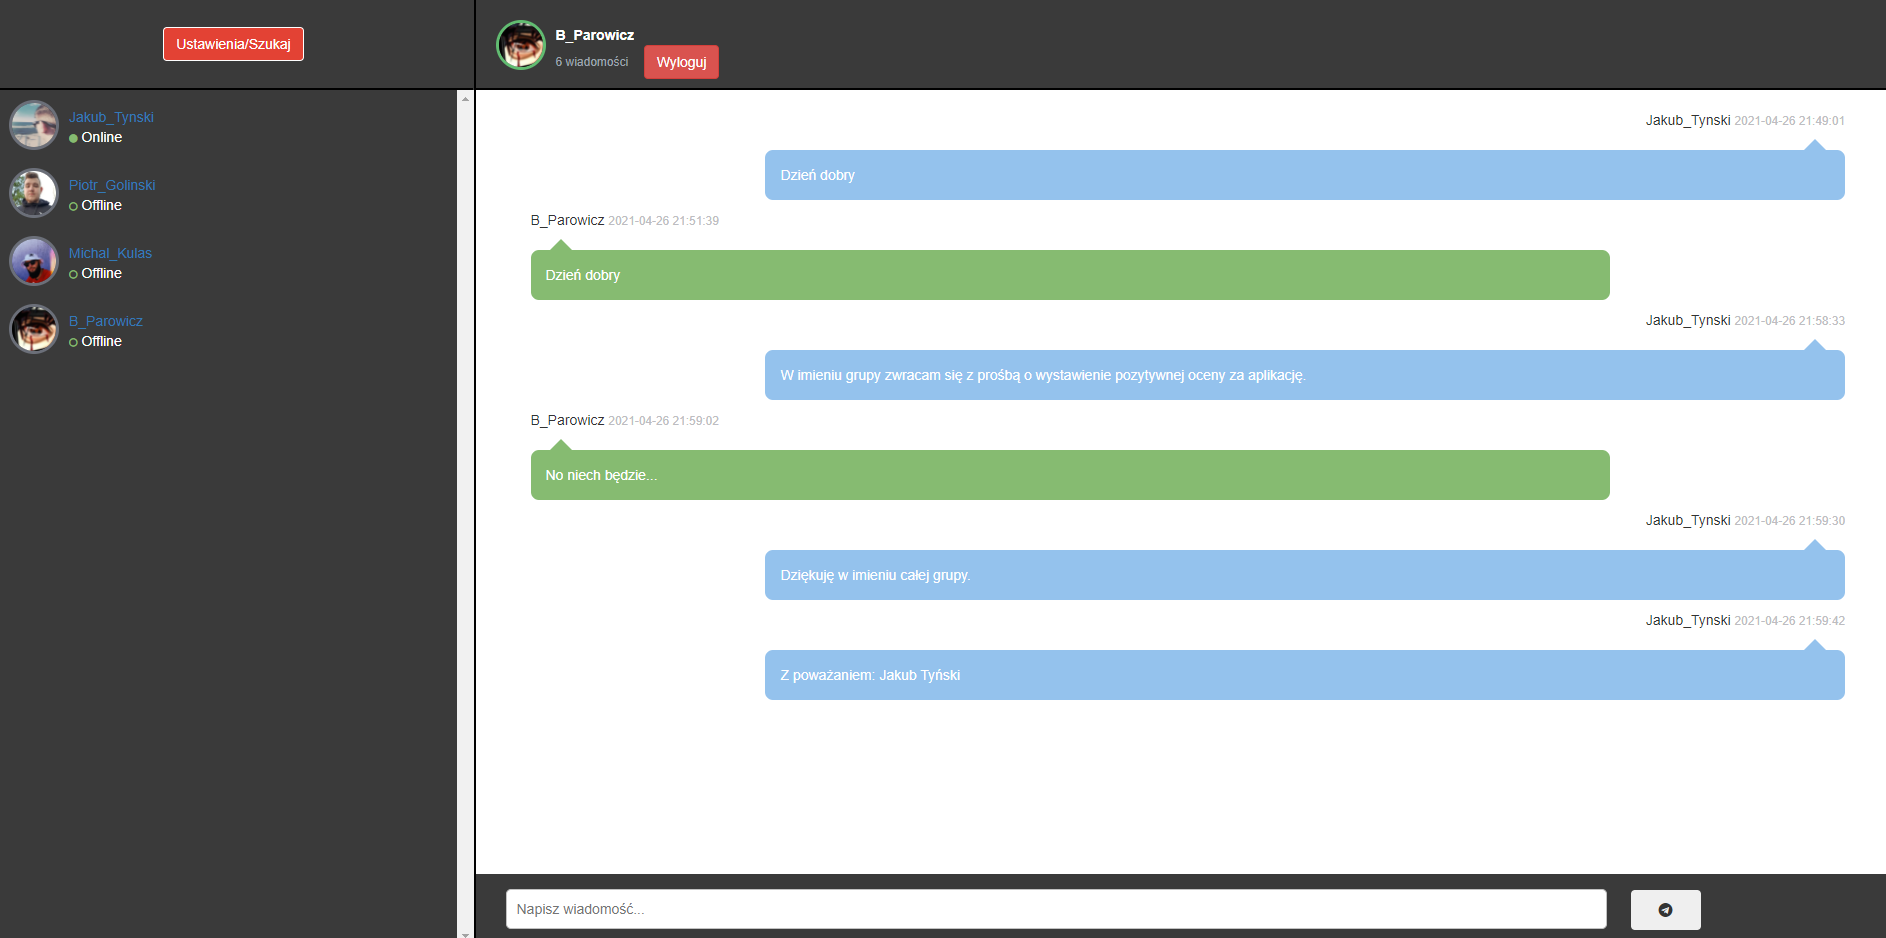 Ustawienia/Szukaj
Jakub_Tynski
Online
Piotr_Golinski
Offline
Michal_Kulas
Offline
B_Parowicz
Offline
B_Parowicz
6 wiadomości
Wyloguj
Jakub_Tynski 2021-04-26 21:49:01
Dzień dobry
B_Parowicz 2021-04-26 21:51:39
Dzień dobry
Jakub_Tynski 2021-04-26 21:58:33
W imieniu grupy zwracam się z prośbą o wystawienie pozytywnej oceny za aplikację.
B_Parowicz 2021-04-26 21:59:02
No niech będzie...
Jakub_Tynski 2021-04-26 21:59:30
Dziękuję w imieniu całej grupy.
Jakub_Tynski 2021-04-26 21:59:42
Z poważaniem: Jakub Tyński
Napisz wiadomość...